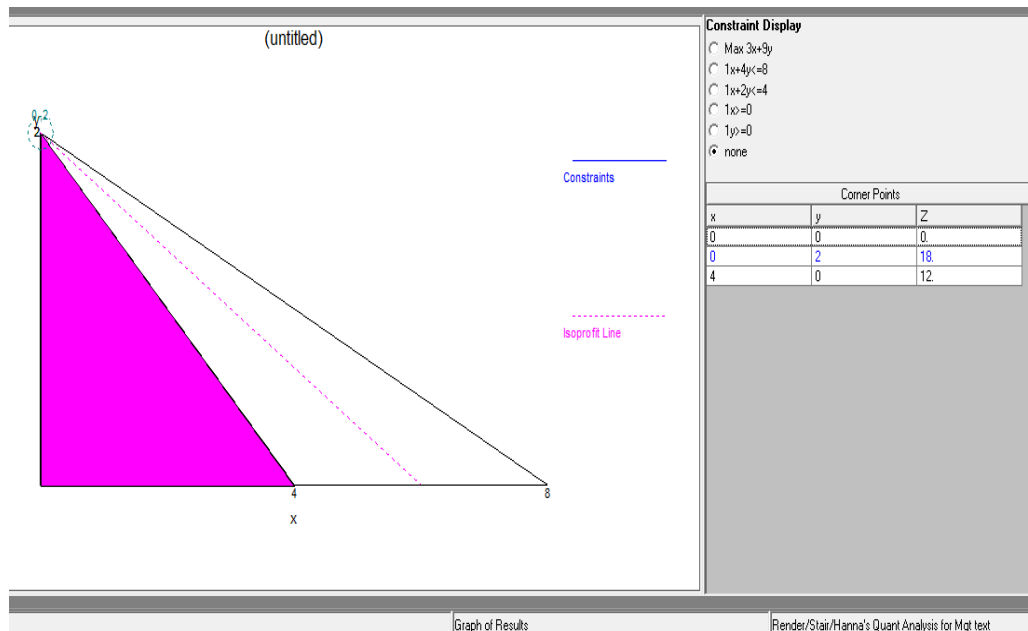 (untitled)
0, 2
y
2
4
8
x
Constraints
Isoprofit Line
Constraint Display
Max 3x+9y
1x+4y<=8
1x+2y<=4
1x>=0
1y>=0
none
Corner Points
x y Z
0 0 0.
0 2 18.
4 0 12.
Graph of Results
Render/Stair/Hanna's Quant Analysis for Mgt text